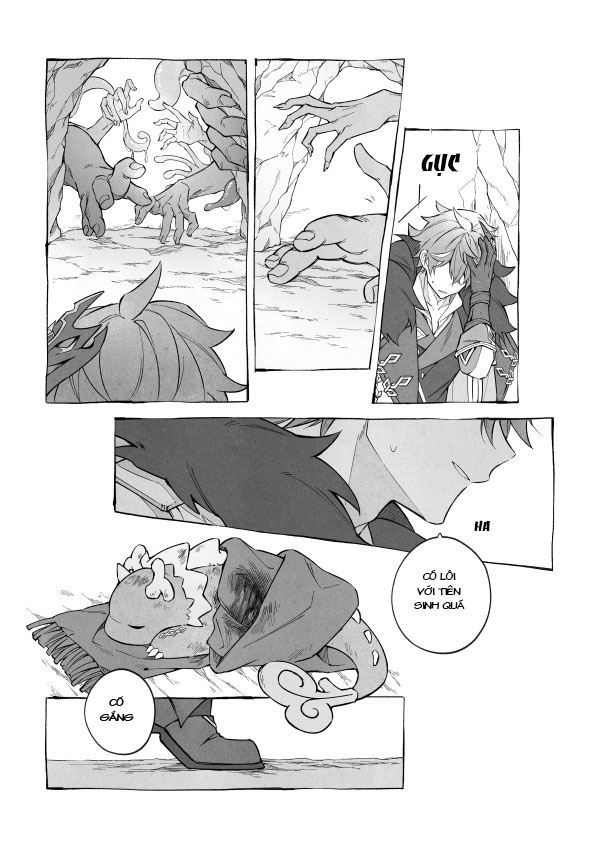 GỤC
HA
CÓ LỖI
VỚI TIÊN
SINH QUÁ
CỐ
GẮNG